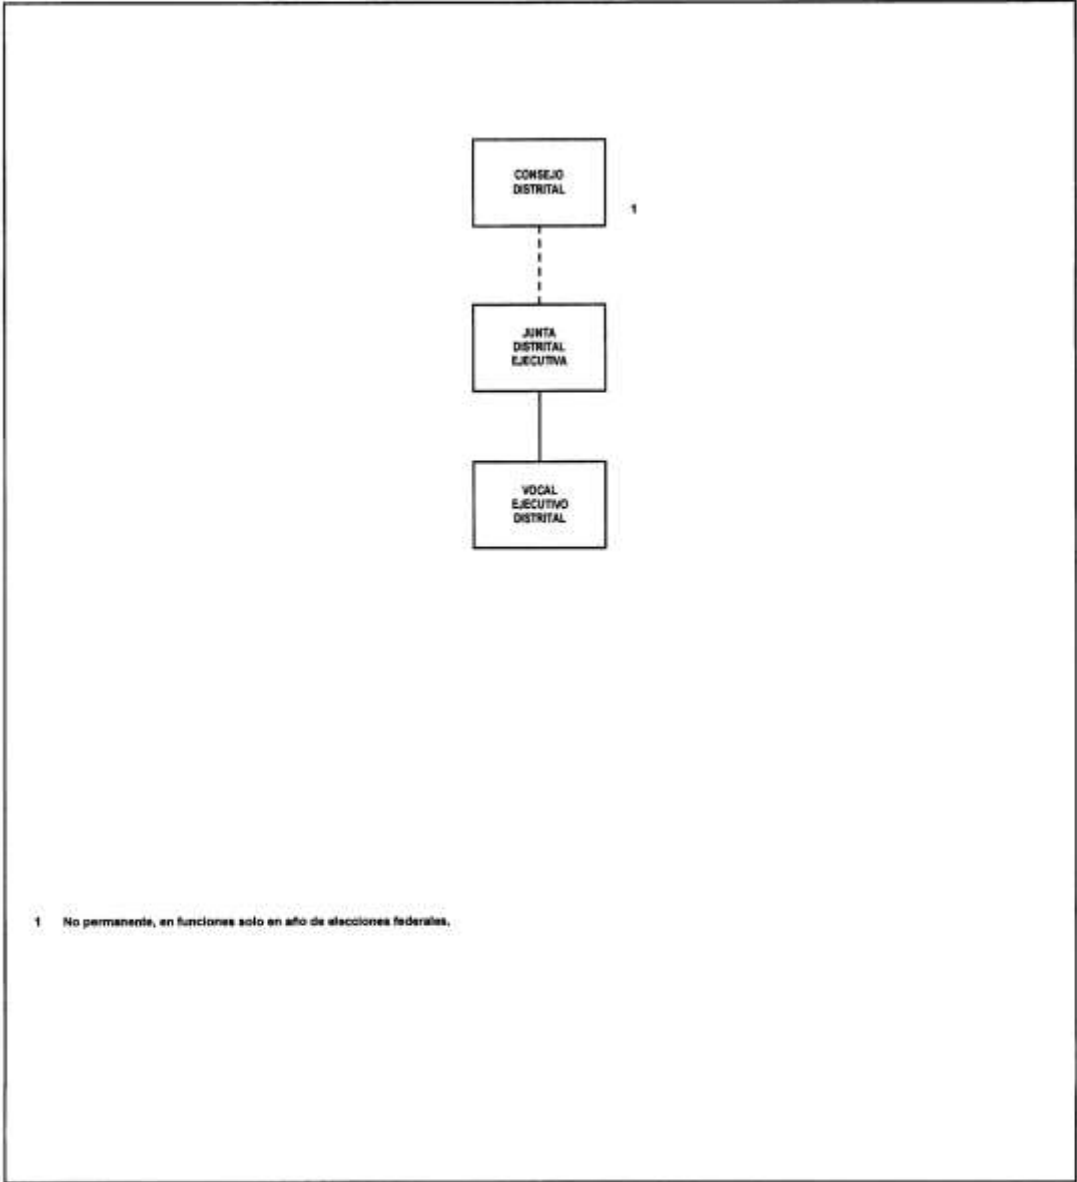 CONSEJO
DISTRITAL
1
JUNTA
DISTRITAL
EJECUTIVA
VOCAL
EJECUTIVO
DISTRITAL
1 No permanente, en funciones solo en año de elecciones federales.